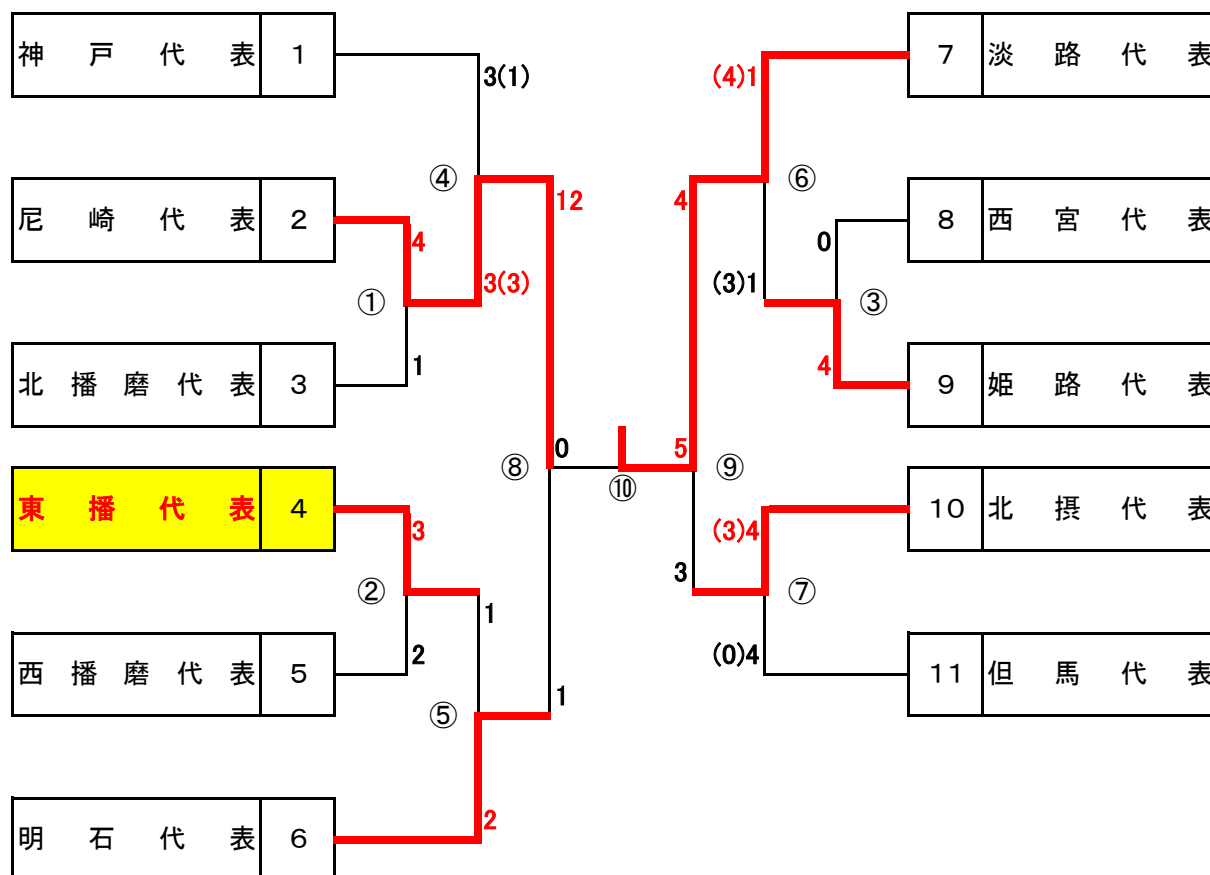 神戸代表 1
7 淡路代表
3(1)
(4)1
④
⑥
尼崎代表 2
8 西宮代表
12
4
4
0
3(3)
(3)1
①
③
北播磨代表 3
9 姫路代表
1
4
⑧
0
⑩
5
⑨
東播代表 4
10 北摂代表
3
(3)4
②
1
3
⑦
西播磨代表 5
11 但馬代表
2
(0)4
⑤
1
明石代表 6
2